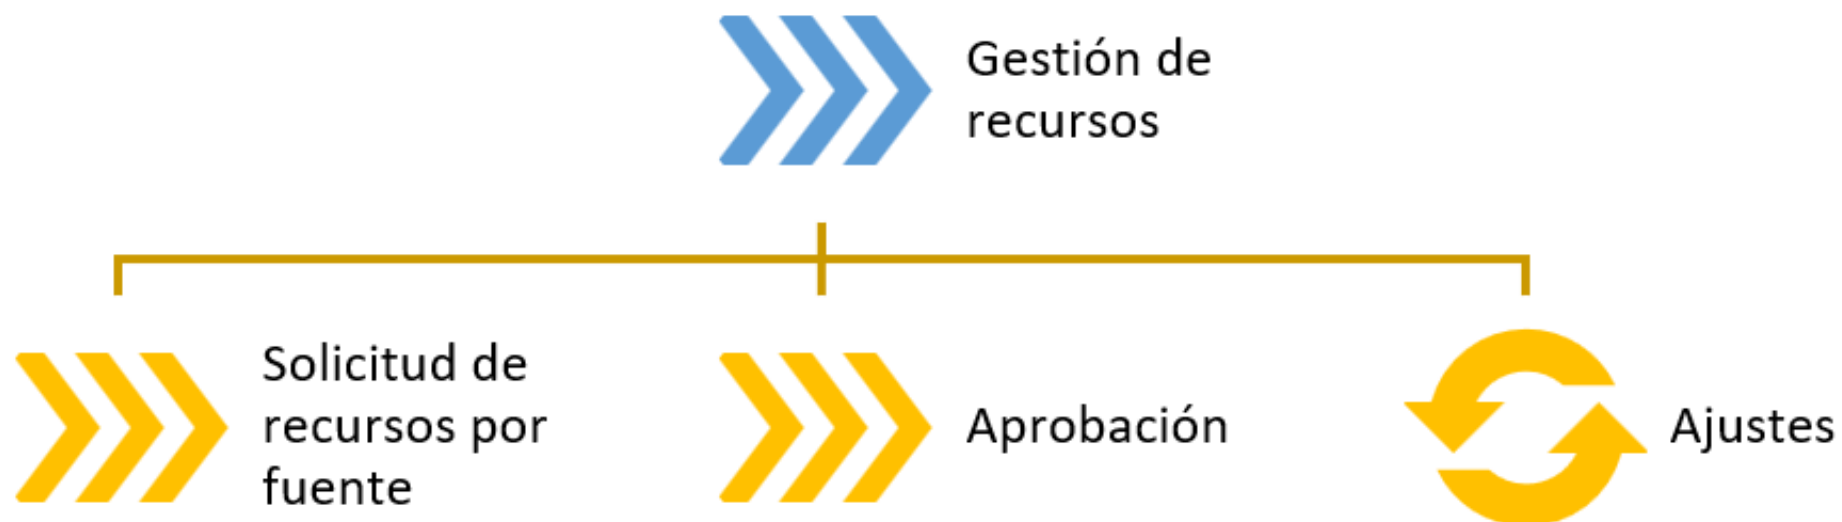 Gestión de
recursos
Solicitud de
recursos por
fuente
Aprobación
Ajustes